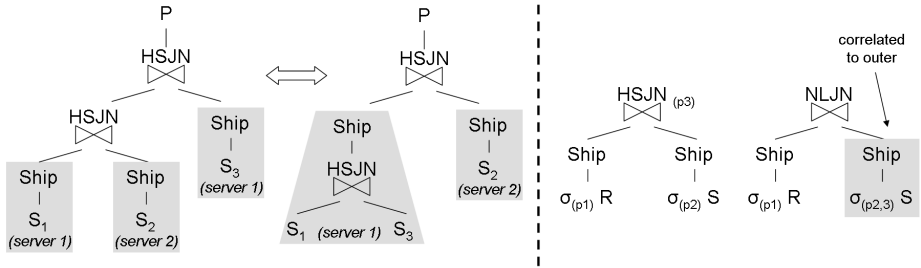 P
HSJN
HSJN
Ship
S3
(server 1)
Ship
S1
(server 1)
Ship
S2
(server 2)
P
HSJN
Ship
HSJN
S1 (server 1) S3
Ship
S2
(server 2)
HSJN (p3)
Ship
σ(p1) R
Ship
σ(p2) S
correlated
to outer
NLJN
Ship
σ(p1) R
Ship
σ(p2,3) S